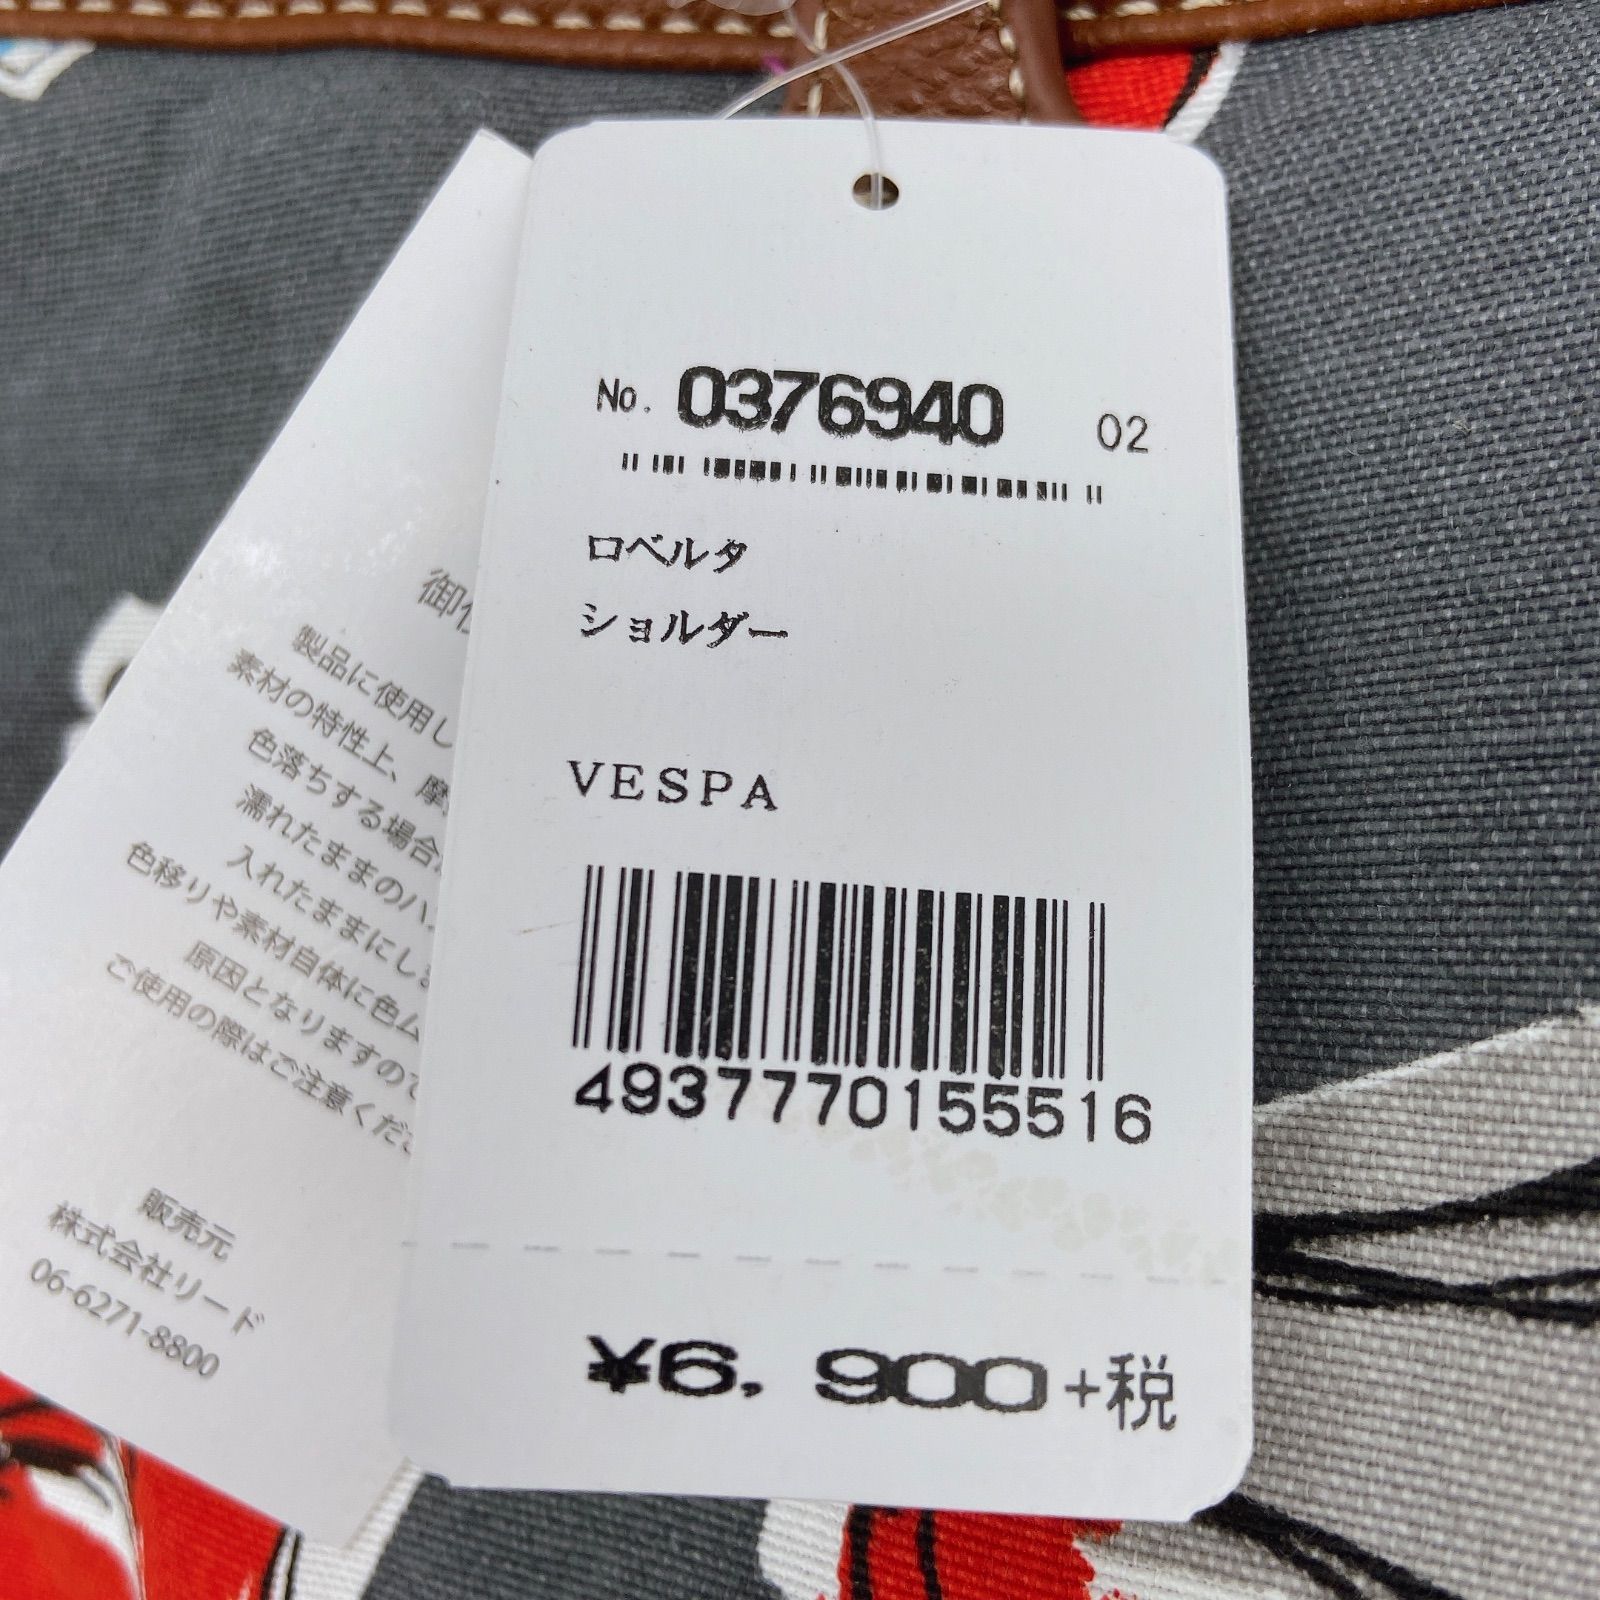 No. 0376940 02
ロベルタ
ショルダー
VESPA
4937770155516
¥6,900+税
製品に使用し
素材の特性上、摩
色落ちする場合
濡れたままのハ
入れたままにしま
色移りや素材自体に色ム
原因となりますので
ご使用の際はご注意くださ
販売元
株式会社リード
06-6271-8800